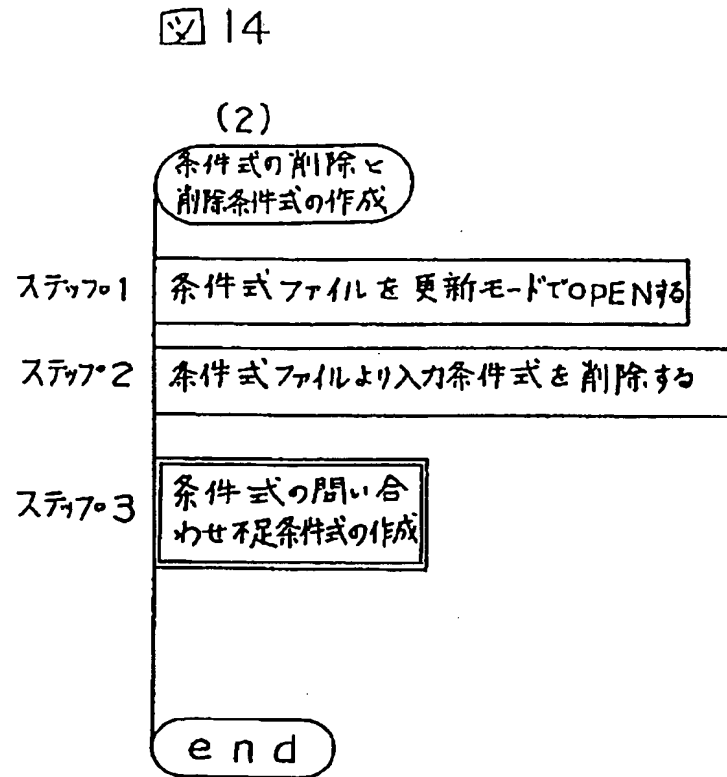 図14
(2)
条件式の削除と
削除条件式の作成
ステップ1
条件式ファイルを更新モードでOPENする
ステップ2
条件式ファイルより入力条件式を削除する
ステップ3
条件式の問い合
わせ不足条件式の作成
end